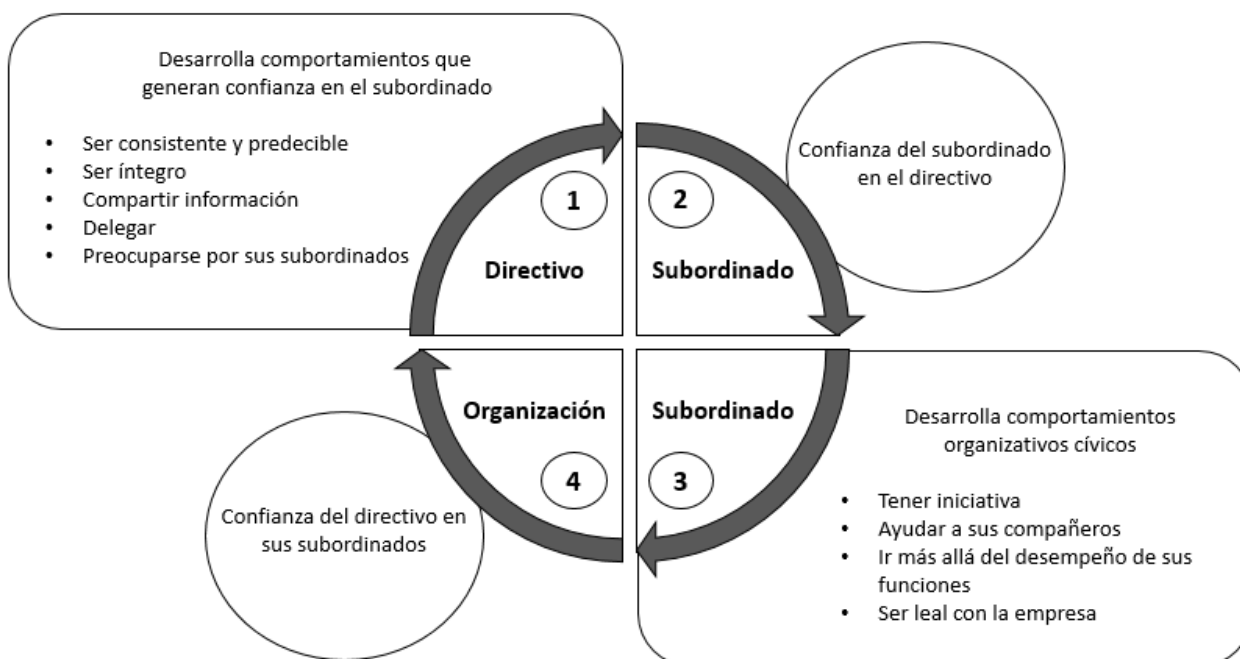 Desarrolla comportamientos que
generan confianza en el subordinado
• Ser consistente y predecible
• Ser íntegro
• Compartir información
• Delegar
• Preocuparse por sus subordinados
1
Directivo
2
Subordinado
Confianza del subordinado
en el directivo
Organización
4
Subordinado
3
Desarrolla comportamientos
organizativos cívicos
• Tener iniciativa
• Ayudar a sus compañeros
• Ir más allá del desempeño de sus
funciones
• Ser leal con la empresa
Confianza del directivo en
sus subordinados